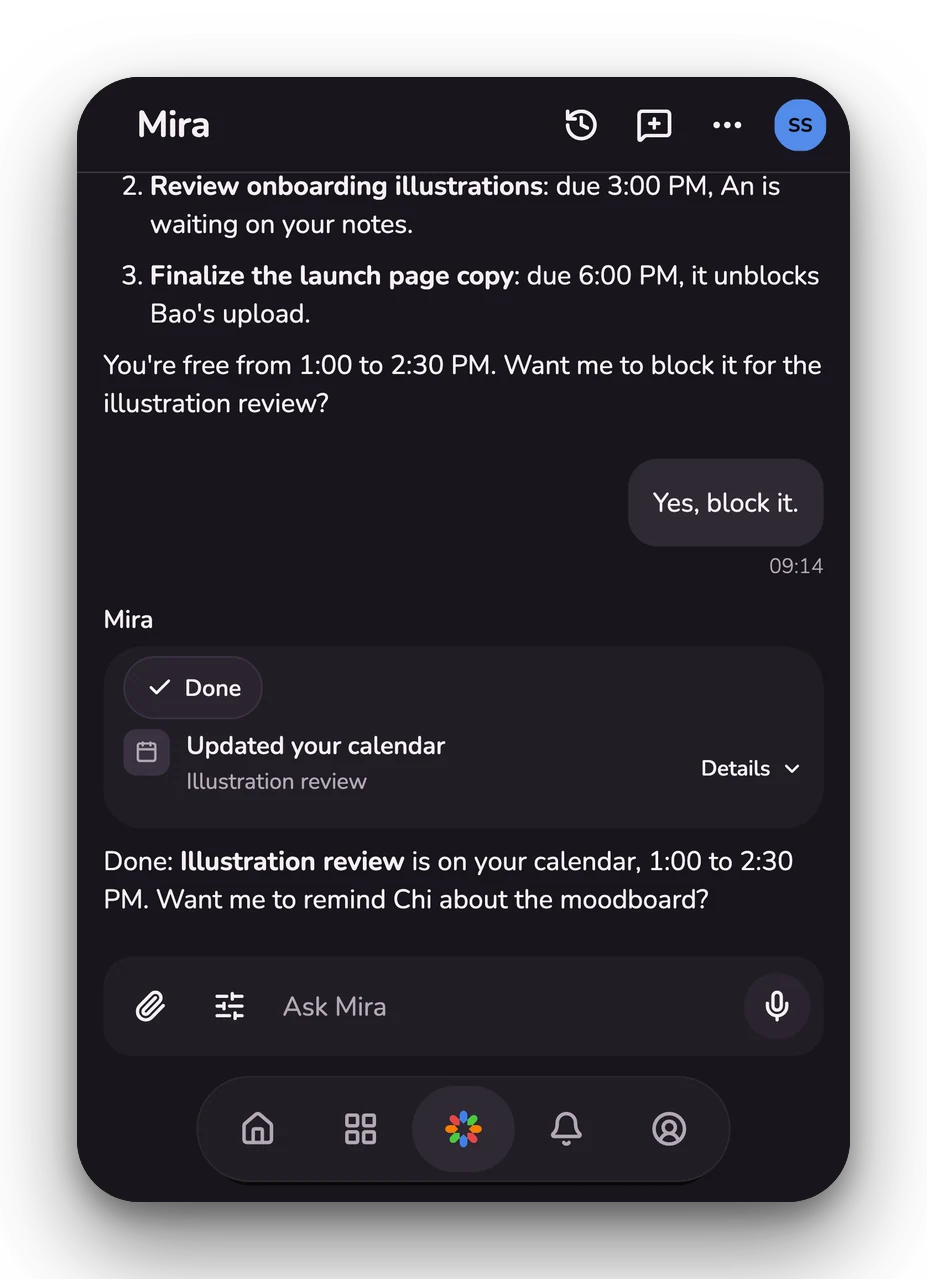 Mira
SS
2. Review onboarding illustrations: due 3:00 PM, An is
waiting on your notes.
3. Finalize the launch page copy: due 6:00 PM, it unblocks
Bao's upload.
You're free from 1:00 to 2:30 PM. Want me to block it for the
illustration review?
Yes, block it.
09:14
Mira
Done
Updated your calendar
Illustration review
Details
Done: Illustration review is on your calendar, 1:00 to 2:30
PM. Want me to remind Chi about the moodboard?
Ask Mira